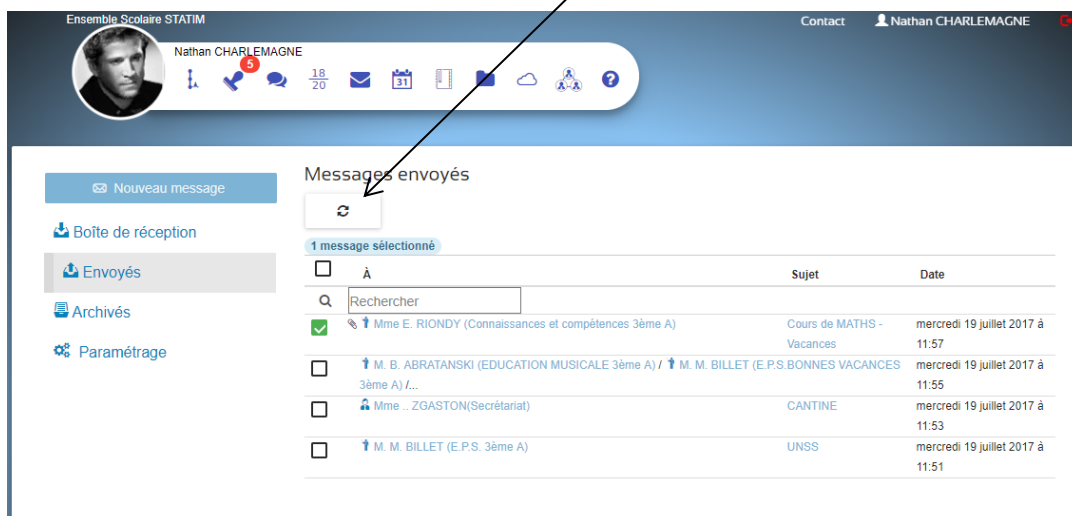 Ensemble Scolaire STATIM
Contact Nathan CHARLEMAGNE
Nathan CHARLEMAGNE
5
18
20
31
Nouveau message
Boîte de réception
Envoyés
Archivés
Paramétrage
Messages envoyés
1 message sélectionné
À Sujet Date
Rechercher
Mme E. RIONDY (Connaissances et compétences 3ème A) Cours de MATHS - mercredi 19 juillet 2017 à
Vacances 11:57
M. B. ABRATANSKI (EDUCATION MUSICALE 3ème A) / M. M. BILLET (E.P.S. BONNES VACANCES mercredi 19 juillet 2017 à
3ème A) /... 11:55
Mme .. ZGASTON(Secrétariat) CANTINE mercredi 19 juillet 2017 à
11:53
M. M. BILLET (E.P.S. 3ème A) UNSS mercredi 19 juillet 2017 à
11:51